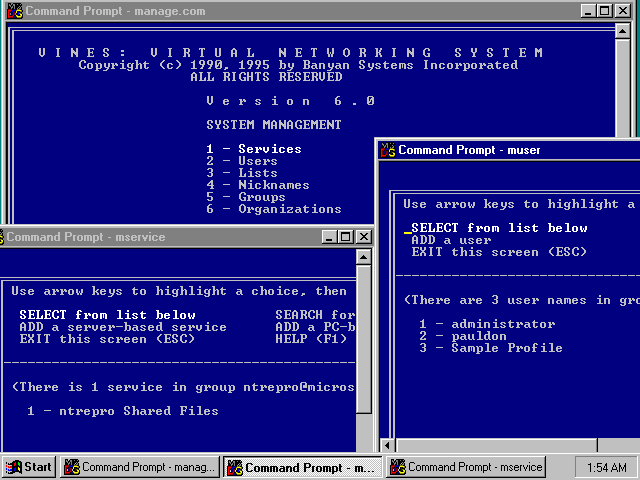 Command Prompt - manage.com
V I N E S :   V I R T U A L   N E T W O R K I N G   S Y S T E M
Copyright (c) 1990, 1995 by Banyan Systems Incorporated
ALL RIGHTS RESERVED
V e r s i o n   6 . 0
SYSTEM MANAGEMENT
1 - Services
2 - Users
3 - Lists
4 - Nicknames
5 - Groups
6 - Organizations
Command Prompt - muser
Use arrow keys to highlight a
SELECT from list below
ADD a user
EXIT this screen (ESC)
(There are 3 user names in gro
1 - administrator
2 - pauldon
3 - Sample Profile
Command Prompt - mservice
Use arrow keys to highlight a choice, then
SELECT from list below SEARCH for
ADD a server-based service ADD a PC-b
EXIT this screen (ESC) HELP (F1)
(There is 1 service in group ntrepro@micros
1 - ntrepro Shared Files
Start Command Prompt - manag... Command Prompt - m... Command Prompt - mservice 1:54 AM